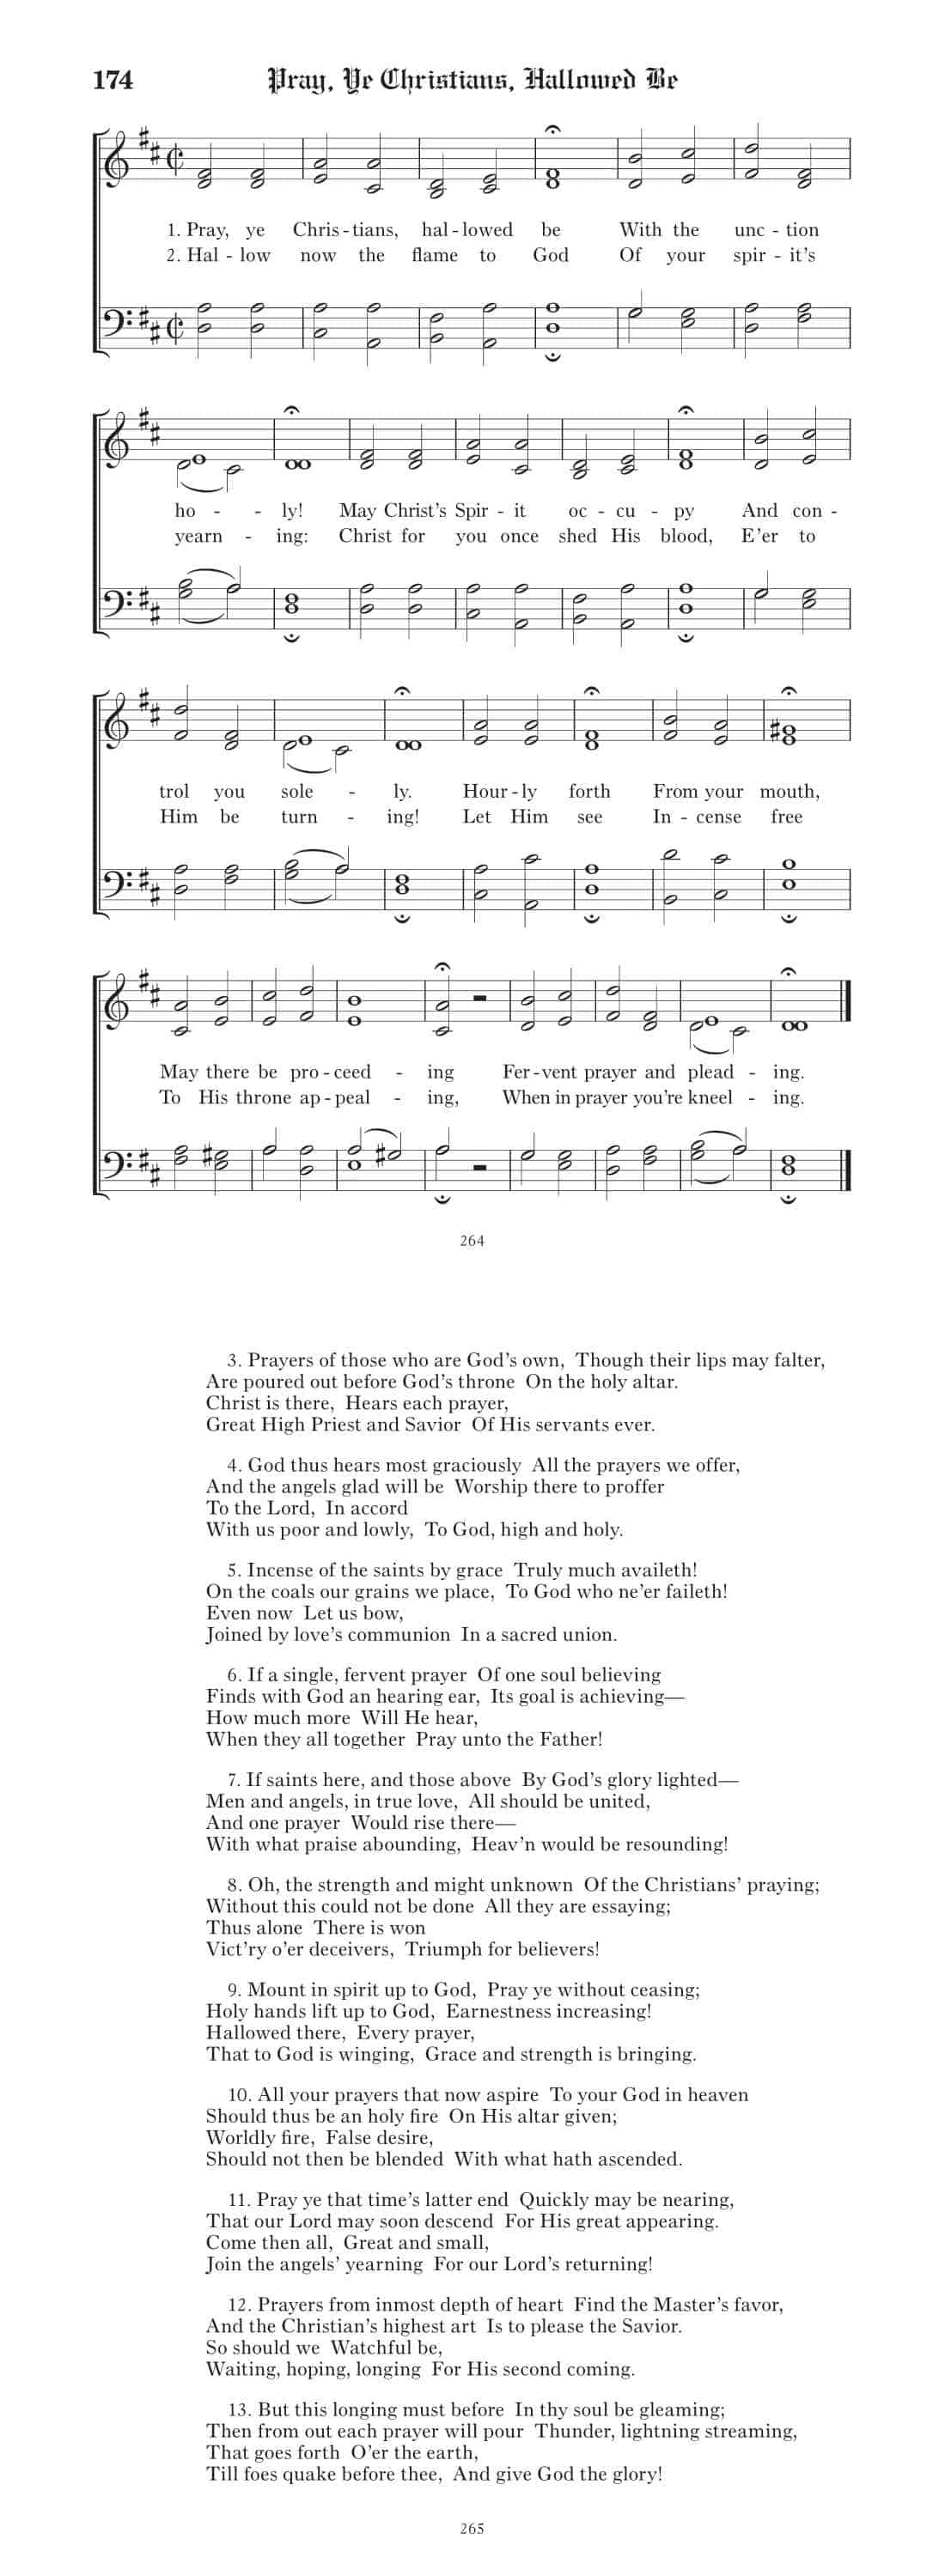 174 Pray, Ye Christians, Hallowed Be
1. Pray, ye Chris - tians, hal - lowed be With the unc - tion
2. Hal - low now the flame to God Of your spir - it's
ho - - ly! May Christ's Spir - it oc - cu - py And con -
yearn - ing: Christ for you once shed His blood, E'er to
trol you sole - ly. Hour - ly forth From your mouth,
Him be turn - ing! Let Him see In - cense free
May there be pro - ceed - ing Fer - vent prayer and plead - ing.
To His throne ap - peal - ing, When in prayer you're kneel - ing.
264
3. Prayers of those who are God's own, Though their lips may falter,
Are poured out before God's throne On the holy altar.
Christ is there, Hears each prayer,
Great High Priest and Savior Of His servants ever.
4. God thus hears most graciously All the prayers we offer,
And the angels glad will be Worship there to proffer
To the Lord, In accord
With us poor and lowly, To God, high and holy.
5. Incense of the saints by grace Truly much availeth!
On the coals our grains we place, To God who ne'er faileth!
Even now Let us bow,
Joined by love's communion In a sacred union.
6. If a single, fervent prayer Of one soul believing
Finds with God an hearing ear, Its goal is achieving—
How much more Will He hear,
When they all together Pray unto the Father!
7. If saints here, and those above By God's glory lighted—
Men and angels, in true love, All should be united,
And one prayer Would rise there—
With what praise abounding, Heav'n would be resounding!
8. Oh, the strength and might unknown Of the Christians' praying;
Without this could not be done All they are essaying;
Thus alone There is won
Vict'ry o'er deceivers, Triumph for believers!
9. Mount in spirit up to God, Pray ye without ceasing;
Holy hands lift up to God, Earnestness increasing!
Hallowed there, Every prayer,
That to God is winging, Grace and strength is bringing.
10. All your prayers that now aspire To your God in heaven
Should thus be an holy fire On His altar given;
Worldly fire, False desire,
Should not then be blended With what hath ascended.
11. Pray ye that time's latter end Quickly may be nearing,
That our Lord may soon descend For His great appearing.
Come then all, Great and small,
Join the angels' yearning For our Lord's returning!
12. Prayers from inmost depth of heart Find the Master's favor,
And the Christian's highest art Is to please the Savior.
So should we Watchful be,
Waiting, hoping, longing For His second coming.
13. But this longing must before In thy soul be gleaming;
Then from out each prayer will pour Thunder, lightning streaming,
That goes forth O'er the earth,
Till foes quake before thee, And give God the glory!
265